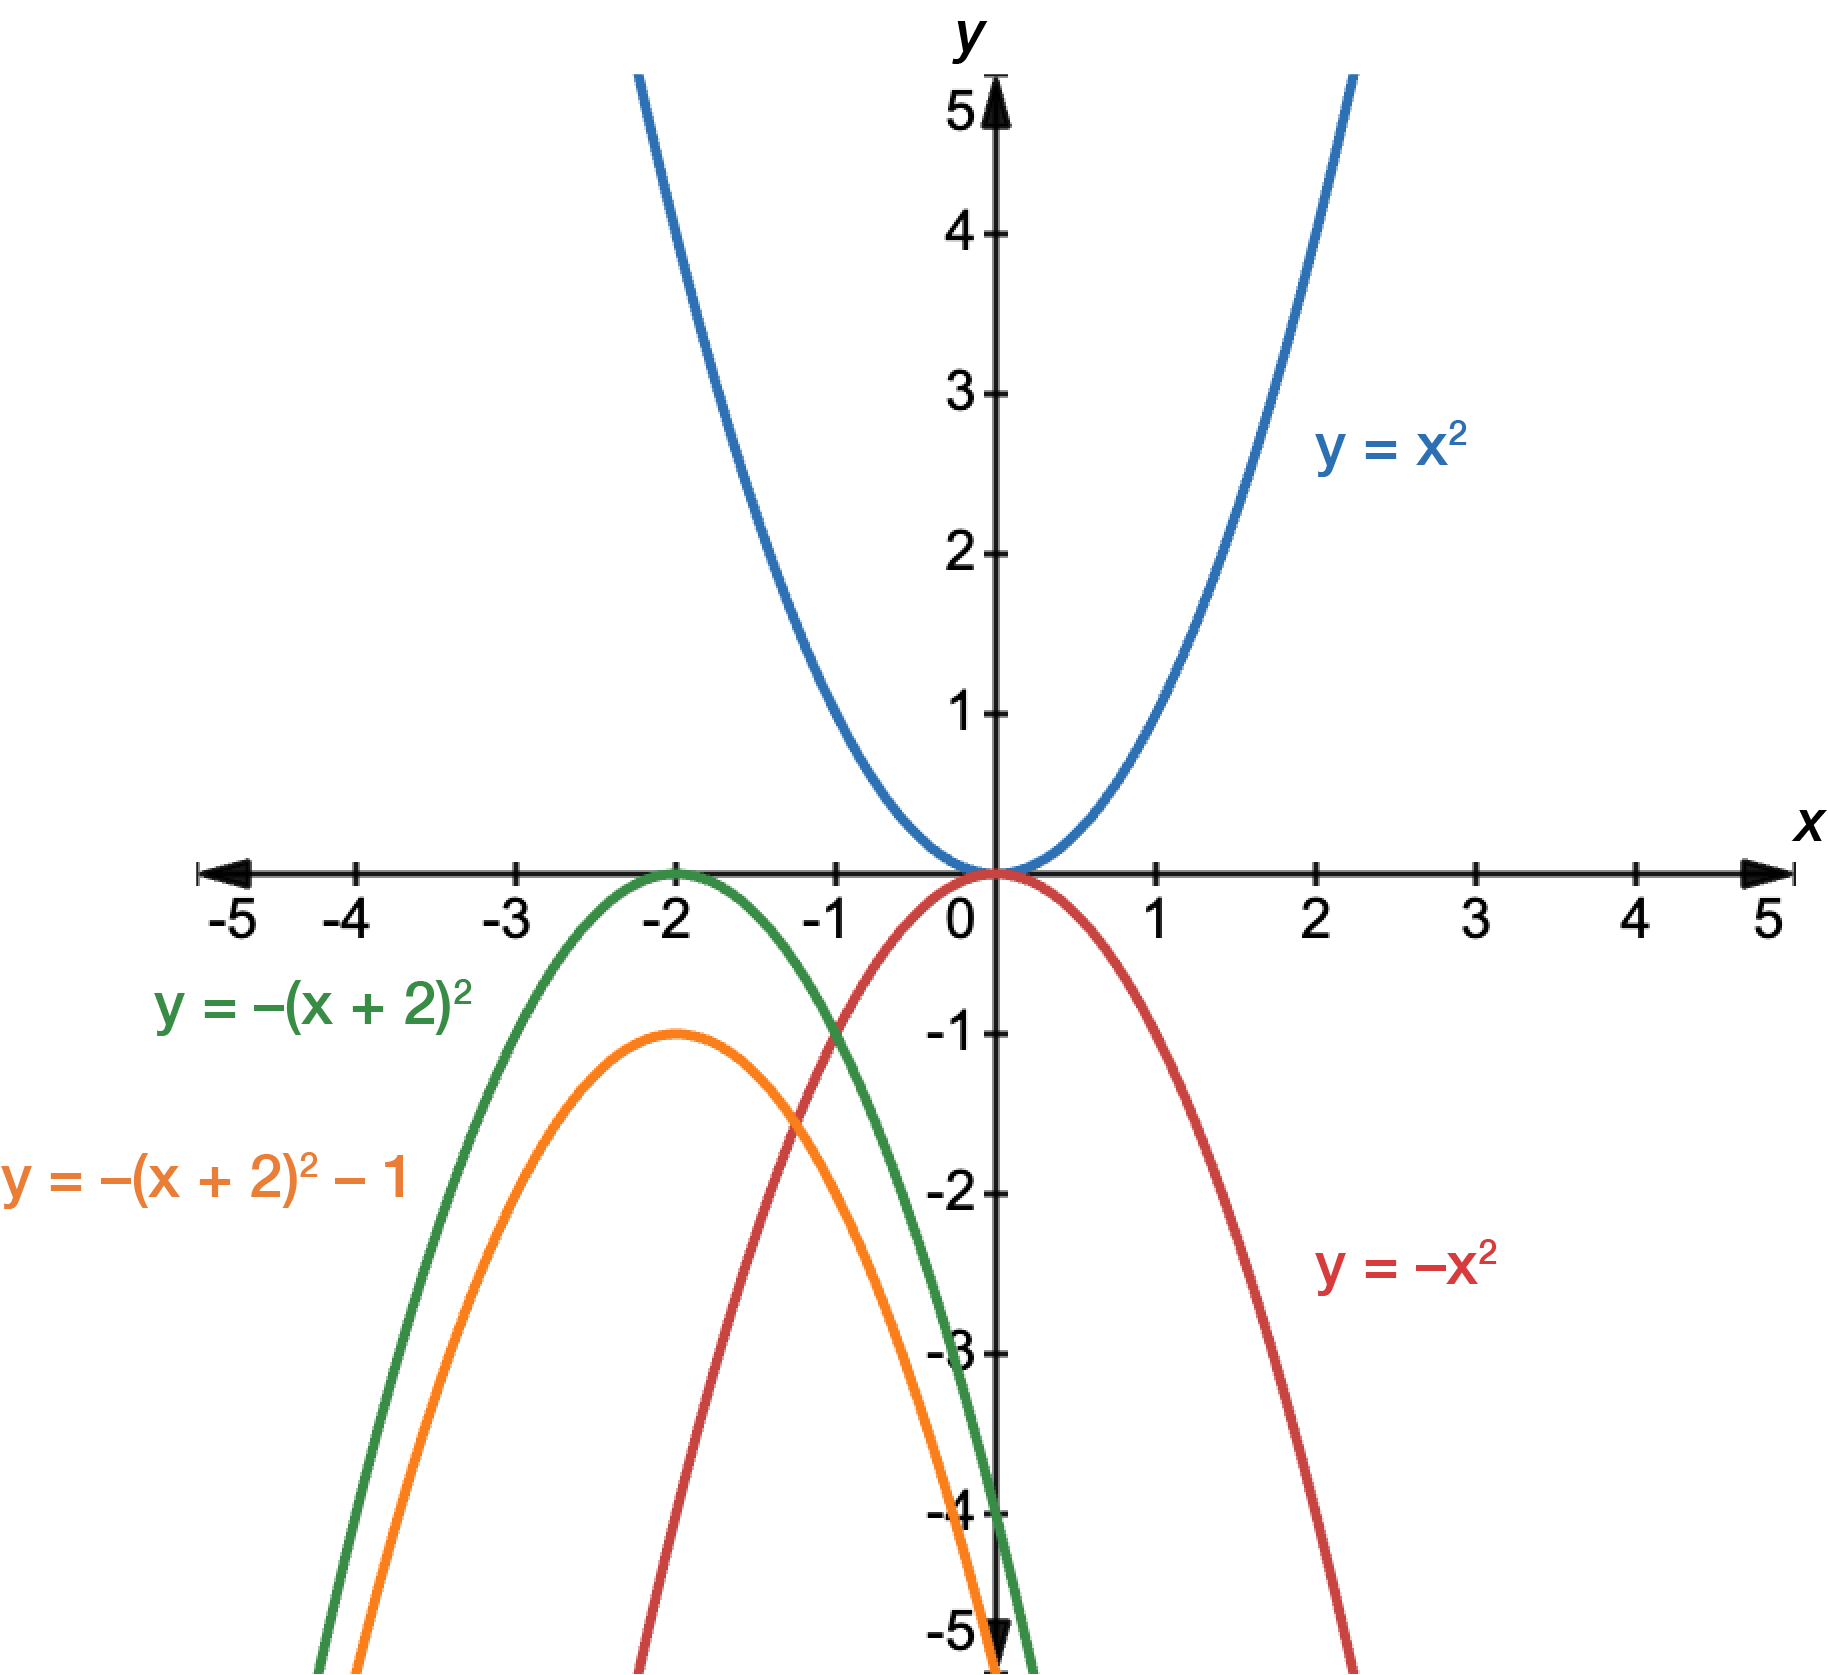 y
5
4
3
y = x²
2
1
x
-5 -4 -3 -2 -1 0 1 2 3 4 5
y = –(x + 2)²
-1
y = –(x + 2)² – 1
-2
y = –x²
-3
-4
-5